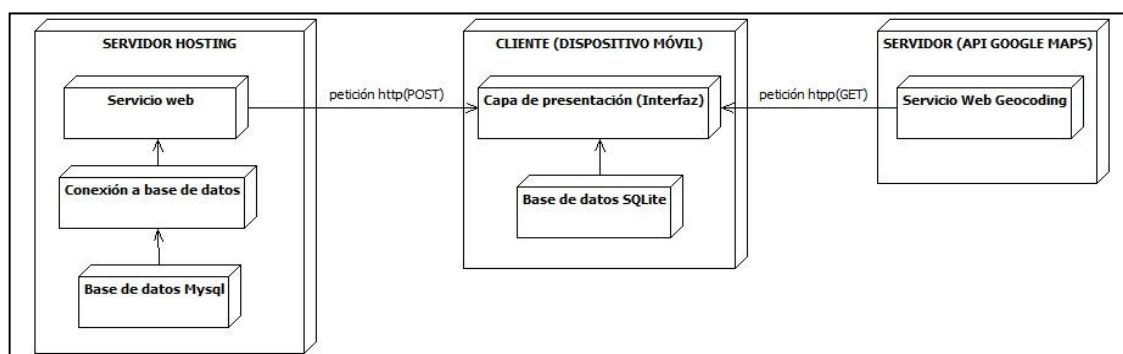 SERVIDOR HOSTING
Servicio web
Conexión a base de datos
Base de datos Mysql
petición http(POST)
CLIENTE (DISPOSITIVO MÓVIL)
Capa de presentación (Interfaz)
Base de datos SQLite
petición htpp(GET)
SERVIDOR (API GOOGLE MAPS)
Servicio Web Geocoding